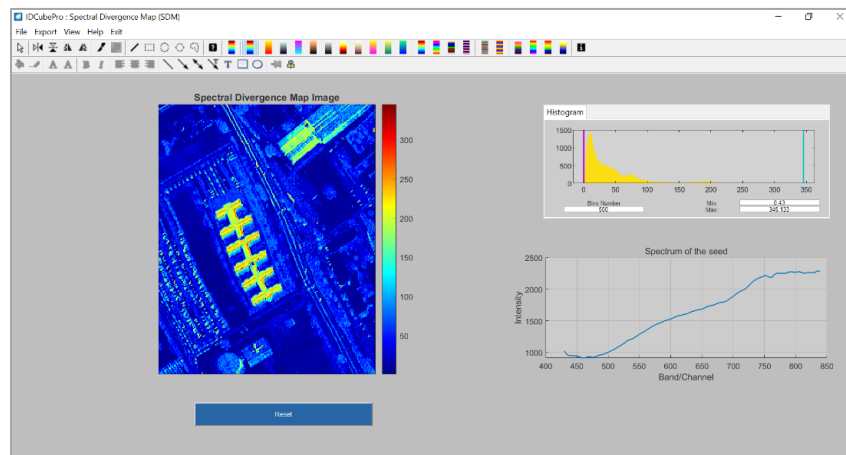 IDCubePro : Spectral Divergence Map (SDM)
File Export View Help Exit
Spectral Divergence Map Image
300
250
200
150
100
50
Reset
Histogram
1500
1000
500
0
0 50 100 150 200 250 300 350
Bins Number Min. 0.43
500 Max: 345.133
Spectrum of the seed
2500
2000
1500
1000
Intensity
400 450 500 550 600 650 700 750 800 850
Band/Channel